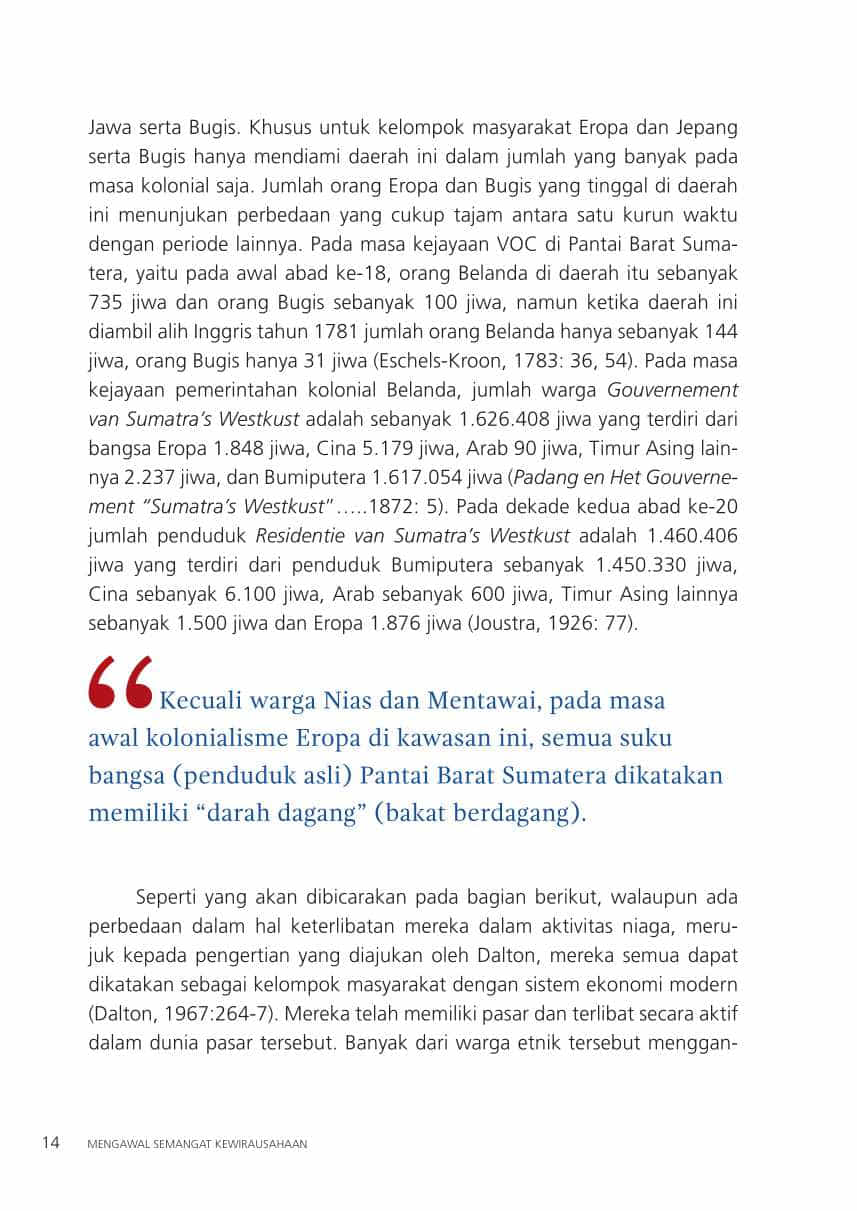 Jawa serta Bugis. Khusus untuk kelompok masyarakat Eropa dan Jepang
serta Bugis hanya mendiami daerah ini dalam jumlah yang banyak pada
masa kolonial saja. Jumlah orang Eropa dan Bugis yang tinggal di daerah
ini menunjukan perbedaan yang cukup tajam antara satu kurun waktu
dengan periode lainnya. Pada masa kejayaan VOC di Pantai Barat Suma-
tera, yaitu pada awal abad ke-18, orang Belanda di daerah itu sebanyak
735 jiwa dan orang Bugis sebanyak 100 jiwa, namun ketika daerah ini
diambil alih Inggris tahun 1781 jumlah orang Belanda hanya sebanyak 144
jiwa, orang Bugis hanya 31 jiwa (Eschels-Kroon, 1783: 36, 54). Pada masa
kejayaan pemerintahan kolonial Belanda, jumlah warga Gouvernement
van Sumatra’s Westkust adalah sebanyak 1.626.408 jiwa yang terdiri dari
bangsa Eropa 1.848 jiwa, Cina 5.179 jiwa, Arab 90 jiwa, Timur Asing lain-
nya 2.237 jiwa, dan Bumiputera 1.617.054 jiwa (Padang en Het Gouverne-
ment “Sumatra’s Westkust”…..1872: 5). Pada dekade kedua abad ke-20
jumlah penduduk Residentie van Sumatra’s Westkust adalah 1.460.406
jiwa yang terdiri dari penduduk Bumiputera sebanyak 1.450.330 jiwa,
Cina sebanyak 6.100 jiwa, Arab sebanyak 600 jiwa, Timur Asing lainnya
sebanyak 1.500 jiwa dan Eropa 1.876 jiwa (Joustra, 1926: 77).
“Kecuali warga Nias dan Mentawai, pada masa
awal kolonialisme Eropa di kawasan ini, semua suku
bangsa (penduduk asli) Pantai Barat Sumatera dikatakan
memiliki “darah dagang” (bakat berdagang).
Seperti yang akan dibicarakan pada bagian berikut, walaupun ada
perbedaan dalam hal keterlibatan mereka dalam aktivitas niaga, meru-
juk kepada pengertian yang diajukan oleh Dalton, mereka semua dapat
dikatakan sebagai kelompok masyarakat dengan sistem ekonomi modern
(Dalton, 1967:264-7). Mereka telah memiliki pasar dan terlibat secara aktif
dalam dunia pasar tersebut. Banyak dari warga etnik tersebut menggan-
14 MENGAWAL SEMANGAT KEWIRAUSAHAAN